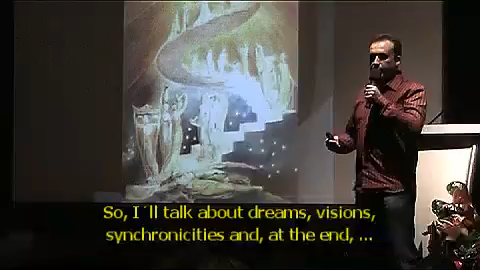 So, I´ll talk about dreams, visions,
synchronicities and, at the end, ...